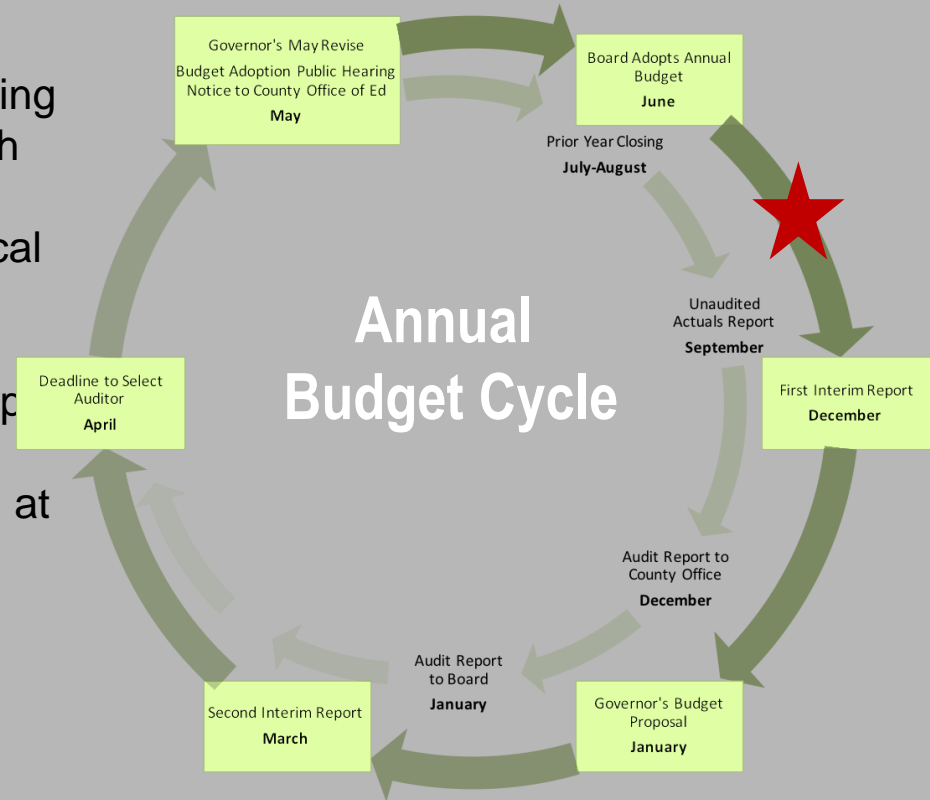 ing
h
cal
p
at
Governor's May Revise
Budget Adoption Public Hearing
Notice to County Office of Ed
May
Board Adopts Annual
Budget
June
Prior Year Closing
July-August
Unaudited
Actuals Report
September
First Interim Report
December
Audit Report to
County Office
December
Governor's Budget
Proposal
January
Audit Report
to Board
January
Second Interim Report
March
Deadline to Select
Auditor
April
Annual
Budget Cycle